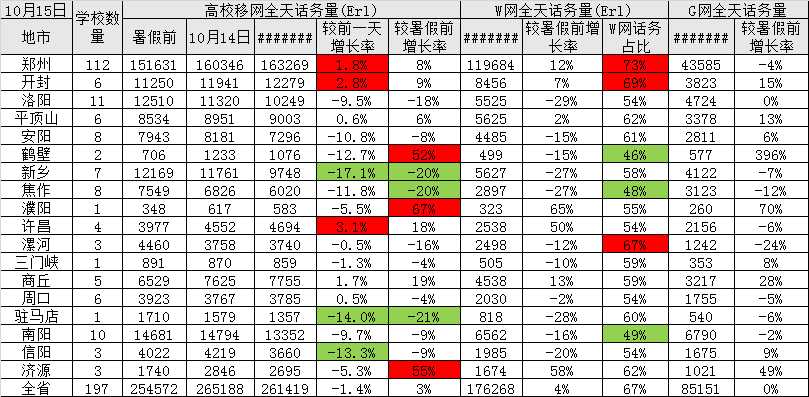 10月15日 学校数量 高校移网全天话务量(Erl) W网全天话务量(Erl) G网全天话务量
地市 暑假前 10月14日 ####### 较前一天增长率 较暑假前增长率 ####### 较暑假前增长率 W网话务占比 ####### 较暑假前增长率
郑州 112 151631 160346 163269 1.8% 8% 119684 12% 73% 43585 -4%
开封 6 11250 11941 12279 2.8% 9% 8456 7% 69% 3823 15%
洛阳 11 12510 11320 10249 -9.5% -18% 5525 -29% 54% 4724 0%
平顶山 6 8534 8951 9003 0.6% 6% 5625 2% 62% 3378 13%
安阳 8 7943 8181 7296 -10.8% -8% 4485 -15% 61% 2811 6%
鹤壁 2 706 1233 1076 -12.7% 52% 499 -15% 46% 577 396%
新乡 7 12169 11761 9748 -17.1% -20% 5627 -27% 58% 4122 -7%
焦作 8 7549 6826 6020 -11.8% -20% 2897 -27% 48% 3123 -12%
濮阳 1 348 617 583 -5.5% 67% 323 65% 55% 260 70%
许昌 4 3977 4552 4694 3.1% 18% 2538 50% 54% 2156 -6%
漯河 3 4460 3758 3740 -0.5% -16% 2498 -12% 67% 1242 -24%
三门峡 1 891 870 859 -1.3% -4% 505 -10% 59% 353 8%
商丘 5 6529 7625 7755 1.7% 19% 4538 13% 59% 3217 28%
周口 6 3923 3767 3785 0.5% -4% 2030 -2% 54% 1755 -5%
驻马店 1 1710 1579 1357 -14.0% -21% 818 -28% 60% 540 -6%
南阳 10 14681 14794 13352 -9.7% -9% 6562 -16% 49% 6790 -2%
信阳 3 4022 4219 3660 -13.3% -9% 1985 -20% 54% 1675 9%
济源 3 1740 2846 2695 -5.3% 55% 1674 58% 62% 1021 49%
全省 197 254572 265188 261419 -1.4% 3% 176268 4% 67% 85151 0%